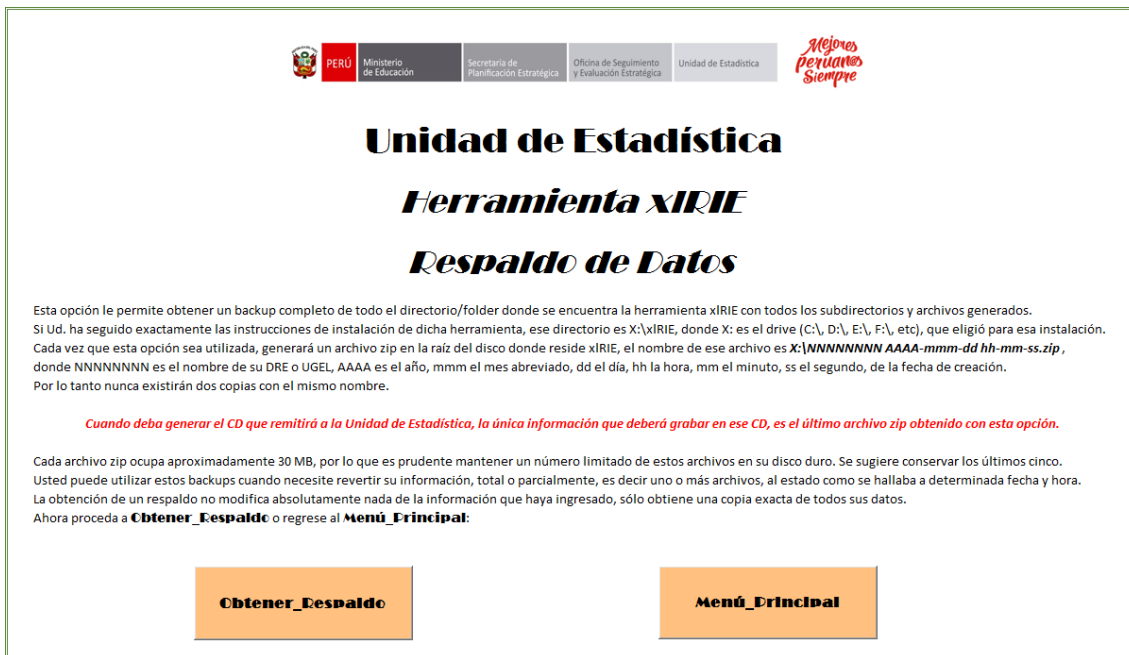 PERÚ
Ministerio
de Educación
Secretaría de
Planificación Estratégica
Oficina de Seguimiento
y Evaluación Estratégica
Unidad de Estadística
Mejores
peruanos
Siempre
Unidad de Estadística
Herramienta xlRIE
Respaldo de Datos
Esta opción le permite obtener un backup completo de todo el directorio/folder donde se encuentra la herramienta xlRIE con todos los subdirectorios y archivos generados.
Si Ud. ha seguido exactamente las instrucciones de instalación de dicha herramienta, ese directorio es X:\xlRIE, donde X: es el drive (C:\, D:\, E:\, F:\, etc), que eligió para esa instalación.
Cada vez que esta opción sea utilizada, generará un archivo zip en la raíz del disco donde reside xlRIE, el nombre de ese archivo es X:\NNNNNNNN AAAA-mmm-dd hh-mm-ss.zip ,
donde NNNNNNNN es el nombre de su DRE o UGEL, AAAA es el año, mmm el mes abreviado, dd el día, hh la hora, mm el minuto, ss el segundo, de la fecha de creación.
Por lo tanto nunca existirán dos copias con el mismo nombre.
Cuando deba generar el CD que remitirá a la Unidad de Estadística, la única información que deberá grabar en ese CD, es el último archivo zip obtenido con esta opción.
Cada archivo zip ocupa aproximadamente 30 MB, por lo que es prudente mantener un número limitado de estos archivos en su disco duro. Se sugiere conservar los últimos cinco.
Usted puede utilizar estos backups cuando necesite revertir su información, total o parcialmente, es decir uno o más archivos, al estado como se hallaba a determinada fecha y hora.
La obtención de un respaldo no modifica absolutamente nada de la información que haya ingresado, sólo obtiene una copia exacta de todos sus datos.
Ahora proceda a Obtener_Respaldo o regrese al Menú_Principal:
Obtener_Respaldo
Menú_Principal